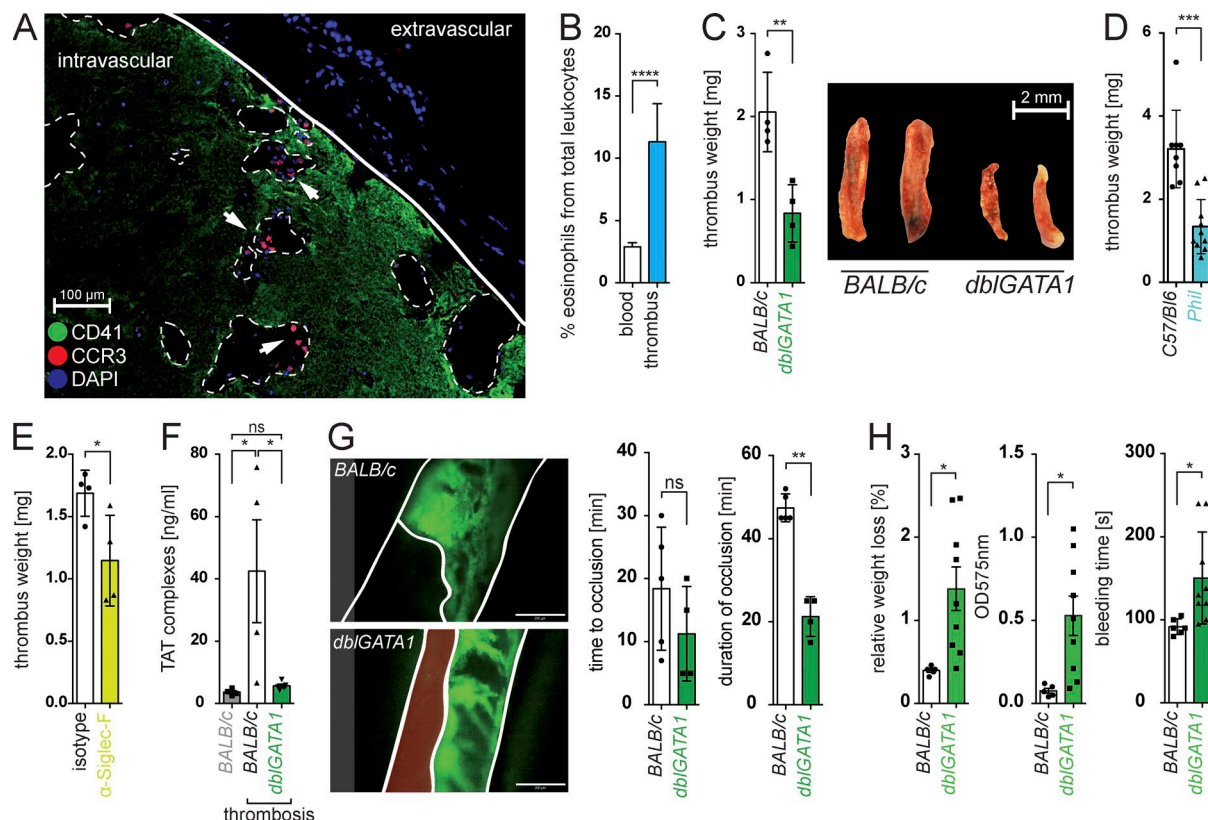 A
extravascular
intravascular
100 µm
CD41
CCR3
DAPI
B
% eosinophils from total leukocytes
20
15
10
5
0
****
blood
thrombus
C
thrombus weight [mg]
3
2
1
0
**
BALB/c
dblGATA1
2 mm
BALB/c
dblGATA1
D
thrombus weight [mg]
6
4
2
0
***
C57/Bl6
Phil
E
thrombus weight [mg]
2.0
1.5
1.0
0.5
0.0
*
isotype
α-Siglec-F
F
TAT complexes [ng/ml]
80
60
40
20
0
ns
* *
BALB/c
BALB/c
dblGATA1
thrombosis
G
BALB/c
dblGATA1
time to occlusion [min]
40
30
20
10
0
ns
BALB/c
dblGATA1
duration of occlusion [min]
60
40
20
0
**
BALB/c
dblGATA1
H
relative weight loss [%]
3
2
1
0
*
BALB/c
dblGATA1
OD575nm
1.5
1.0
0.5
0.0
*
BALB/c
dblGATA1
bleeding time [s]
300
200
100
0
*
BALB/c
dblGATA1